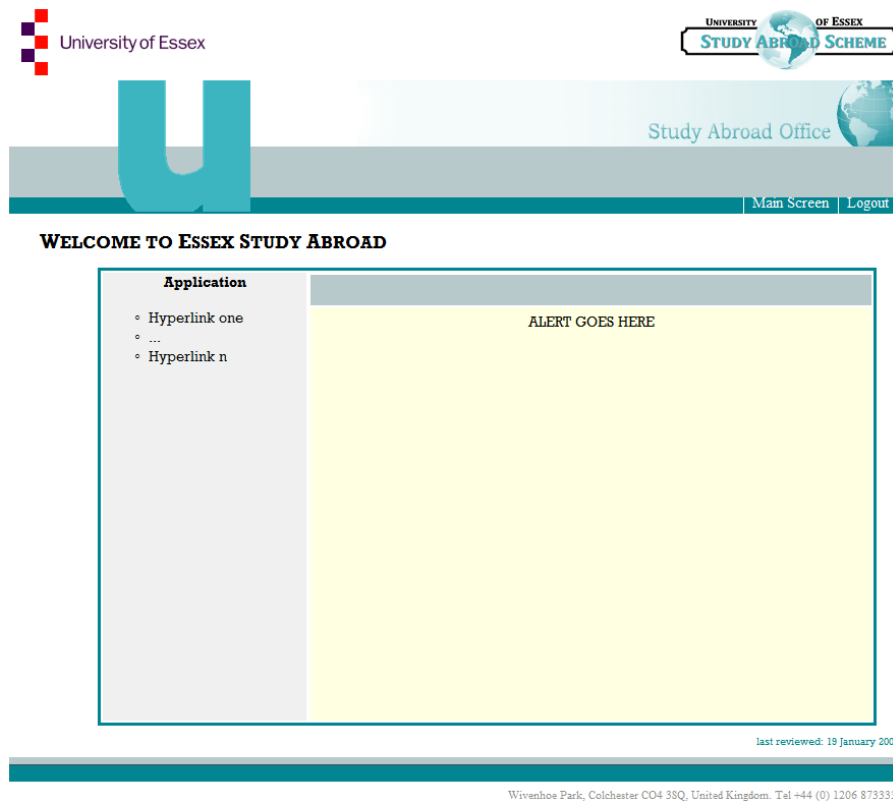 University of Essex
UNIVERSITY OF ESSEX
STUDY ABROAD SCHEME
Study Abroad Office
Main Screen Logout
WELCOME TO ESSEX STUDY ABROAD
Application
Hyperlink one
...
Hyperlink n
ALERT GOES HERE
last reviewed: 19 January 200
Wivenhoe Park, Colchester CO4 3SQ, United Kingdom. Tel +44 (0) 1206 873333